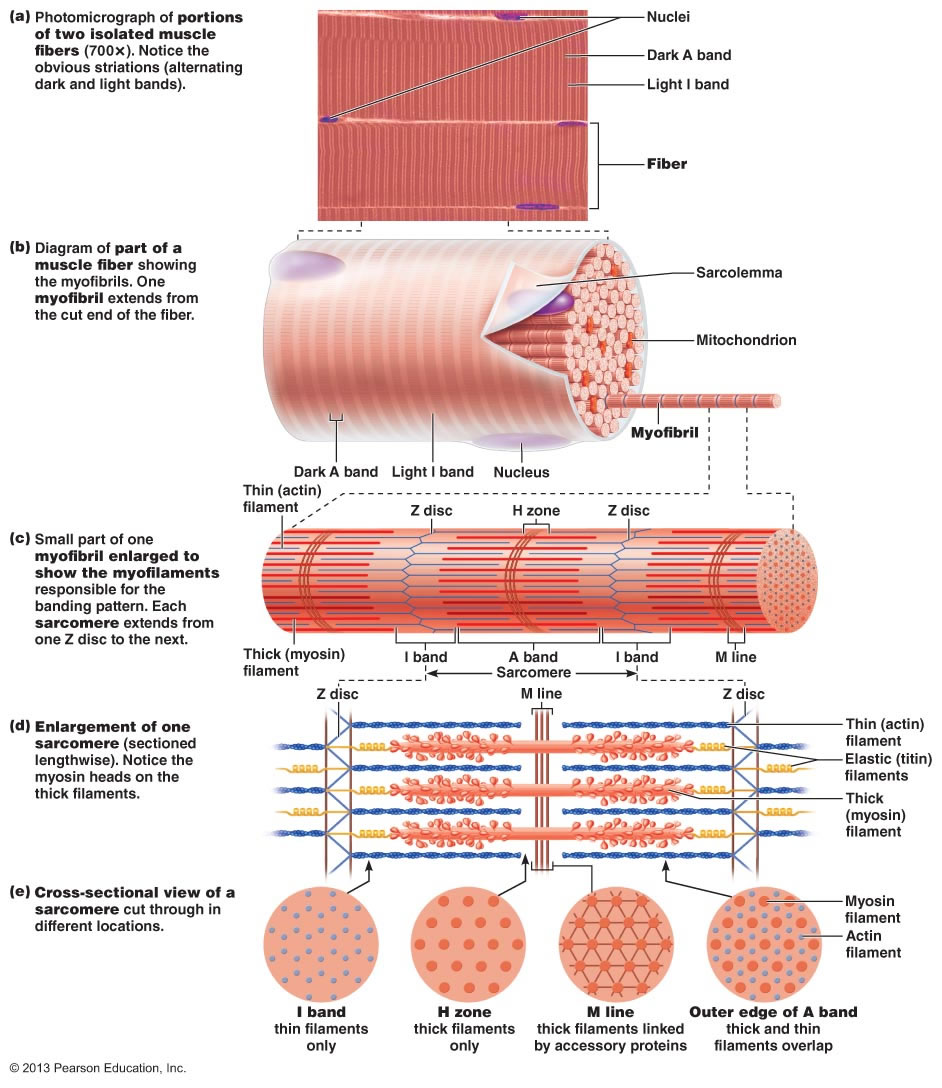 (a) Photomicrograph of portions
of two isolated muscle
fibers (700×). Notice the
obvious striations (alternating
dark and light bands).
Nuclei
Dark A band
Light I band
Fiber
(b) Diagram of part of a
muscle fiber showing
the myofibrils. One
myofibril extends from
the cut end of the fiber.
Sarcolemma
Mitochondrion
Myofibril
Dark A band
Light I band
Nucleus
Thin (actin)
filament
Z disc
H zone
Z disc
(c) Small part of one
myofibril enlarged to
show the myofilaments
responsible for the
banding pattern. Each
sarcomere extends from
one Z disc to the next.
Thick (myosin)
filament
I band
A band
I band
M line
Sarcomere
Z disc
M line
Z disc
(d) Enlargement of one
sarcomere (sectioned
lengthwise). Notice the
myosin heads on the
thick filaments.
Thin (actin)
filament
Elastic (titin)
filaments
Thick
(myosin)
filament
(e) Cross-sectional view of a
sarcomere cut through in
different locations.
Myosin
filament
Actin
filament
I band
thin filaments
only
H zone
thick filaments
only
M line
thick filaments linked
by accessory proteins
Outer edge of A band
thick and thin
filaments overlap
© 2013 Pearson Education, Inc.